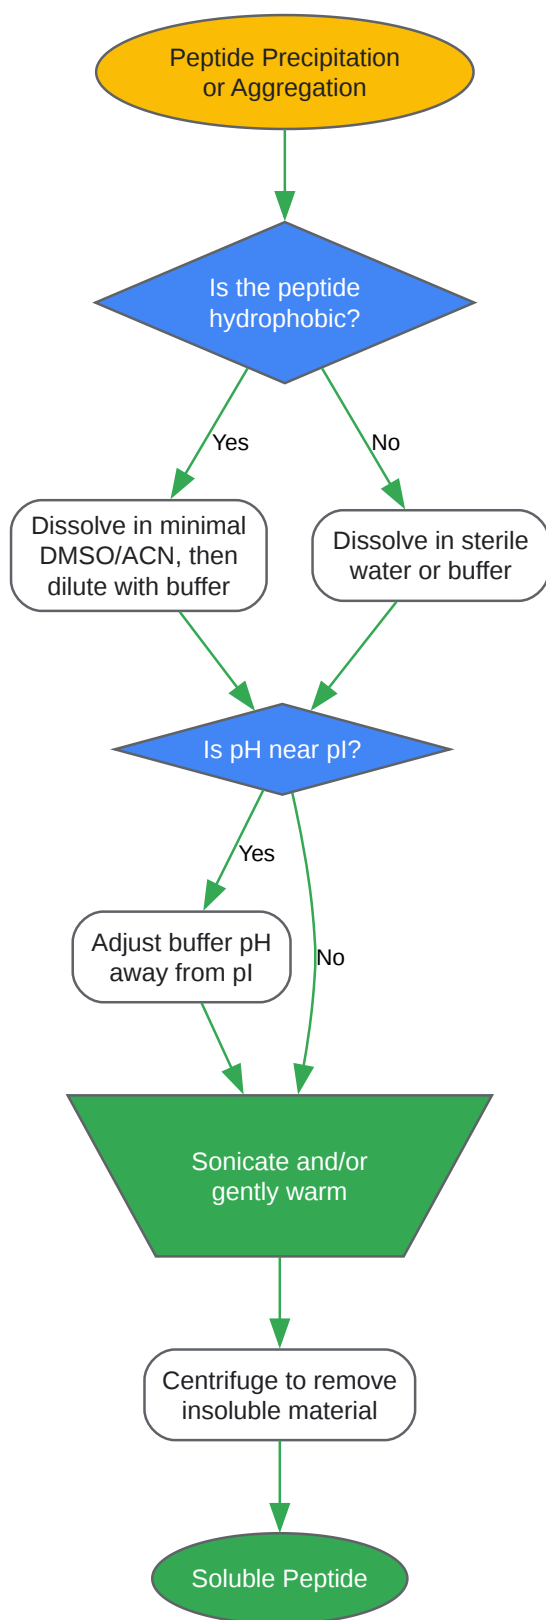 Peptide Precipitation
or Aggregation
Is the peptide
hydrophobic?
Yes
No
Dissolve in minimal
DMSO/ACN, then
dilute with buffer
Dissolve in sterile
water or buffer
Is pH near pI?
Yes
Adjust buffer pH
away from pI
No
Sonicate and/or
gently warm
Centrifuge to remove
insoluble material
Soluble Peptide